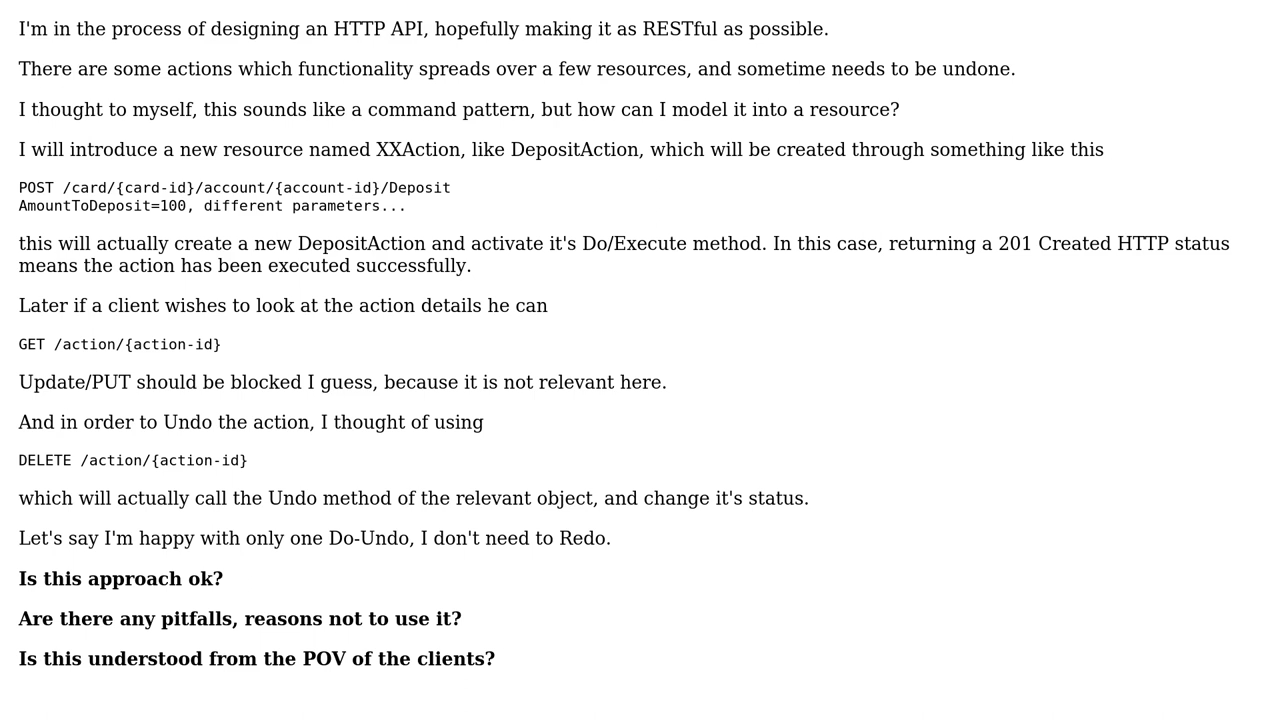 I'm in the process of designing an HTTP API, hopefully making it as RESTful as possible.
There are some actions which functionality spreads over a few resources, and sometime needs to be undone.
I thought to myself, this sounds like a command pattern, but how can I model it into a resource?
I will introduce a new resource named XXAction, like DepositAction, which will be created through something like this
POST /card/{card-id}/account/{account-id}/Deposit
AmountToDeposit=100, different parameters...
this will actually create a new DepositAction and activate it's Do/Execute method. In this case, returning a 201 Created HTTP status
means the action has been executed successfully.
Later if a client wishes to look at the action details he can
GET /action/{action-id}
Update/PUT should be blocked I guess, because it is not relevant here.
And in order to Undo the action, I thought of using
DELETE /action/{action-id}
which will actually call the Undo method of the relevant object, and change it's status.
Let's say I'm happy with only one Do-Undo, I don't need to Redo.
Is this approach ok?
Are there any pitfalls, reasons not to use it?
Is this understood from the POV of the clients?